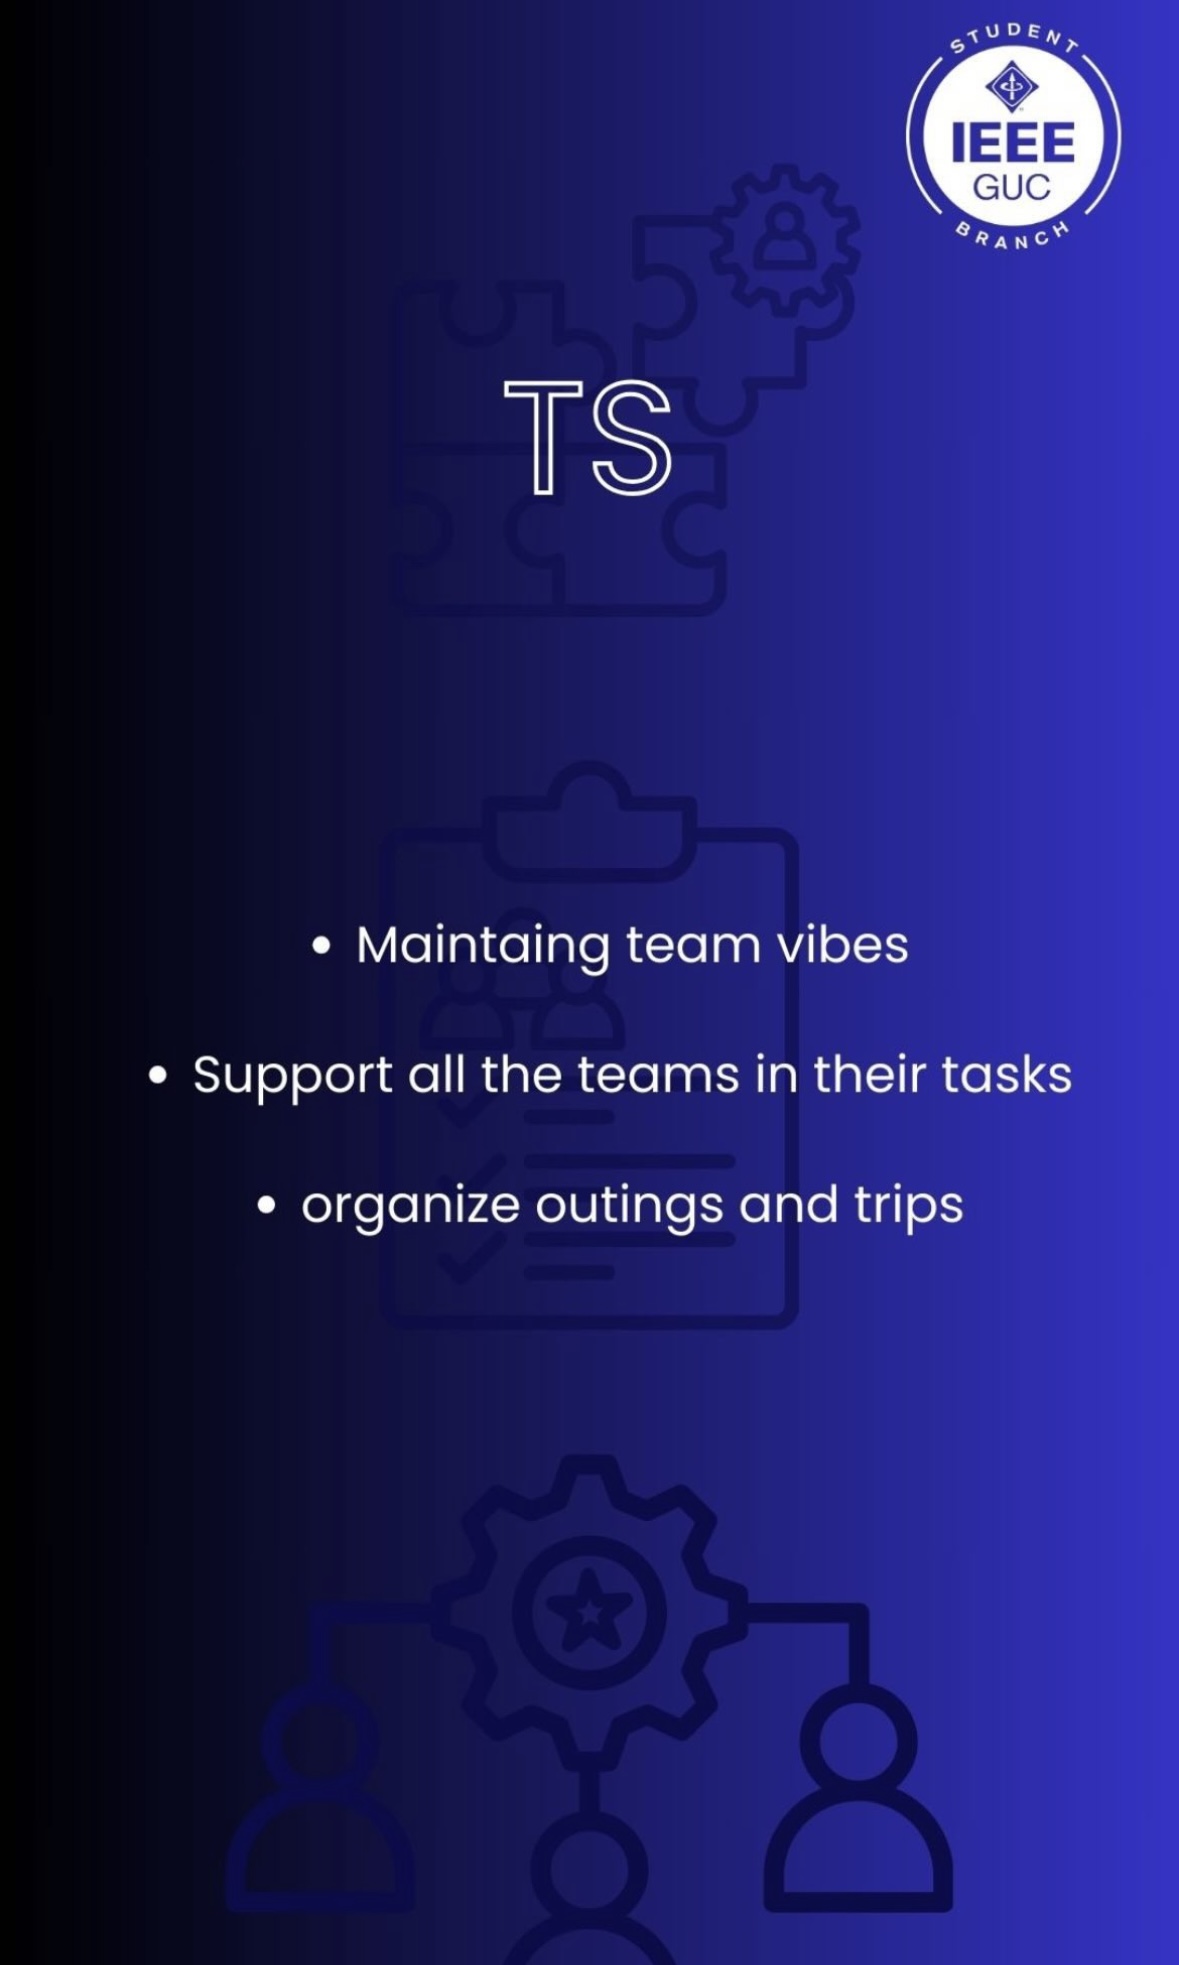 STUDENT
IEEE
GUC
BRANCH
TS
• Maintaing team vibes
• Support all the teams in their tasks
• organize outings and trips